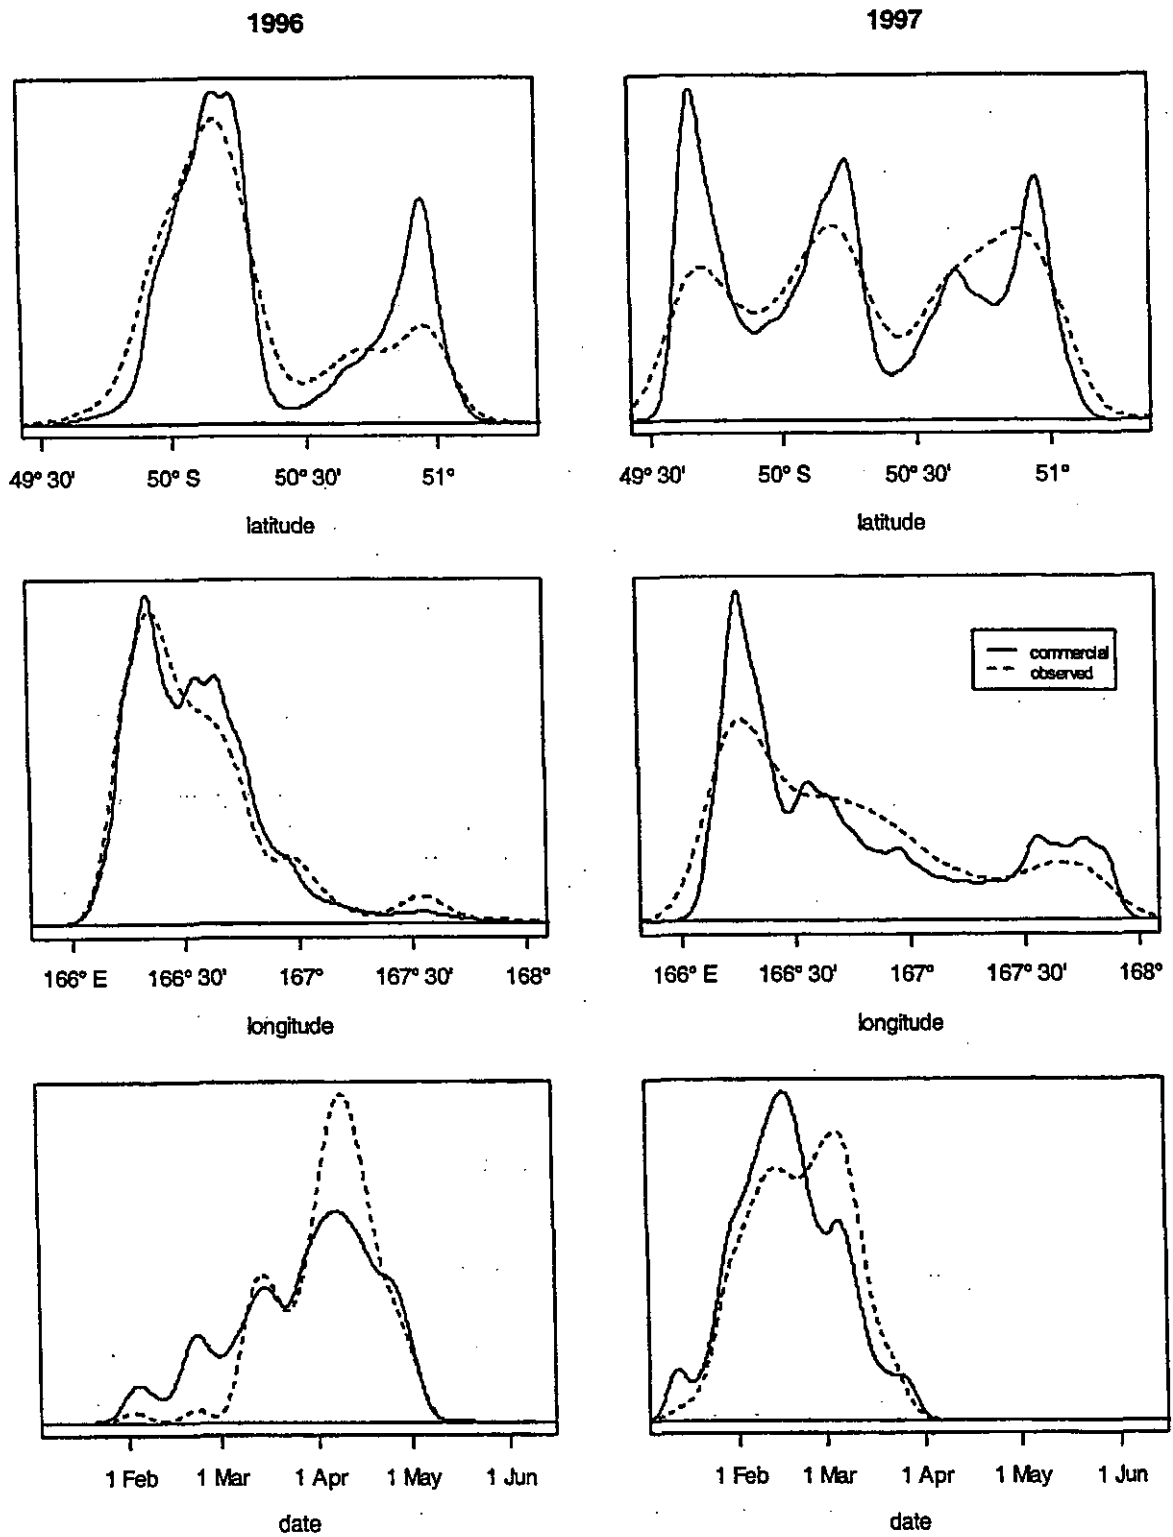 1996
1997
49° 30' 50° S 50° 30' 51°
latitude
49° 30' 50° S 50° 30' 51°
latitude
commercial
observed
166° E 166° 30' 167° 167° 30' 168°
longitude
166° E 166° 30' 167° 167° 30' 168°
longitude
1 Feb 1 Mar 1 Apr 1 May 1 Jun
date
1 Feb 1 Mar 1 Apr 1 May 1 Jun
date